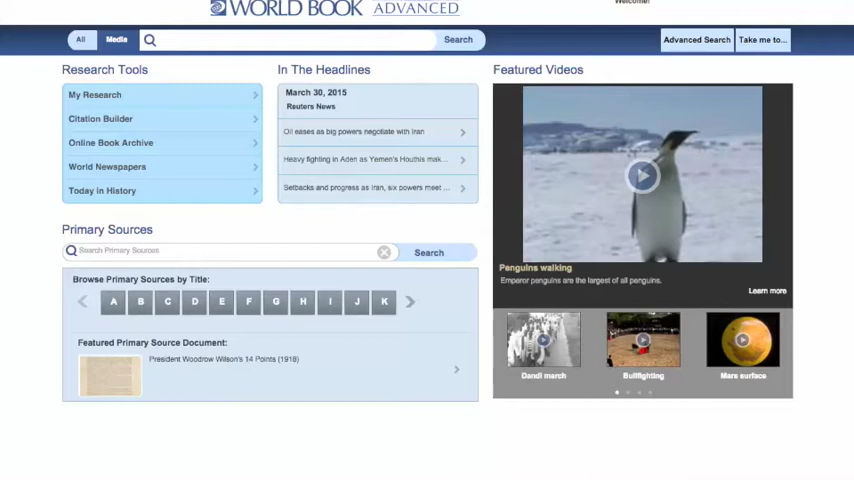 Welcome!
WORLD BOOK ADVANCED
All Media Search Advanced Search Take me to...
Research Tools
My Research
Citation Builder
Online Book Archive
World Newspapers
Today in History
In The Headlines
March 30, 2015
Reuters News
Oil eases as big powers negotiate with Iran
Heavy fighting in Aden as Yemen's Houthis mak...
Setbacks and progress as Iran, six powers meet ...
Featured Videos
Penguins walking
Emperor penguins are the largest of all penguins.
Learn more
Dandi march
Bullfighting
Mars surface
Primary Sources
Search Primary Sources Search
Browse Primary Sources by Title:
A B C D E F G H I J K
Featured Primary Source Document:
President Woodrow Wilson's 14 Points (1918)